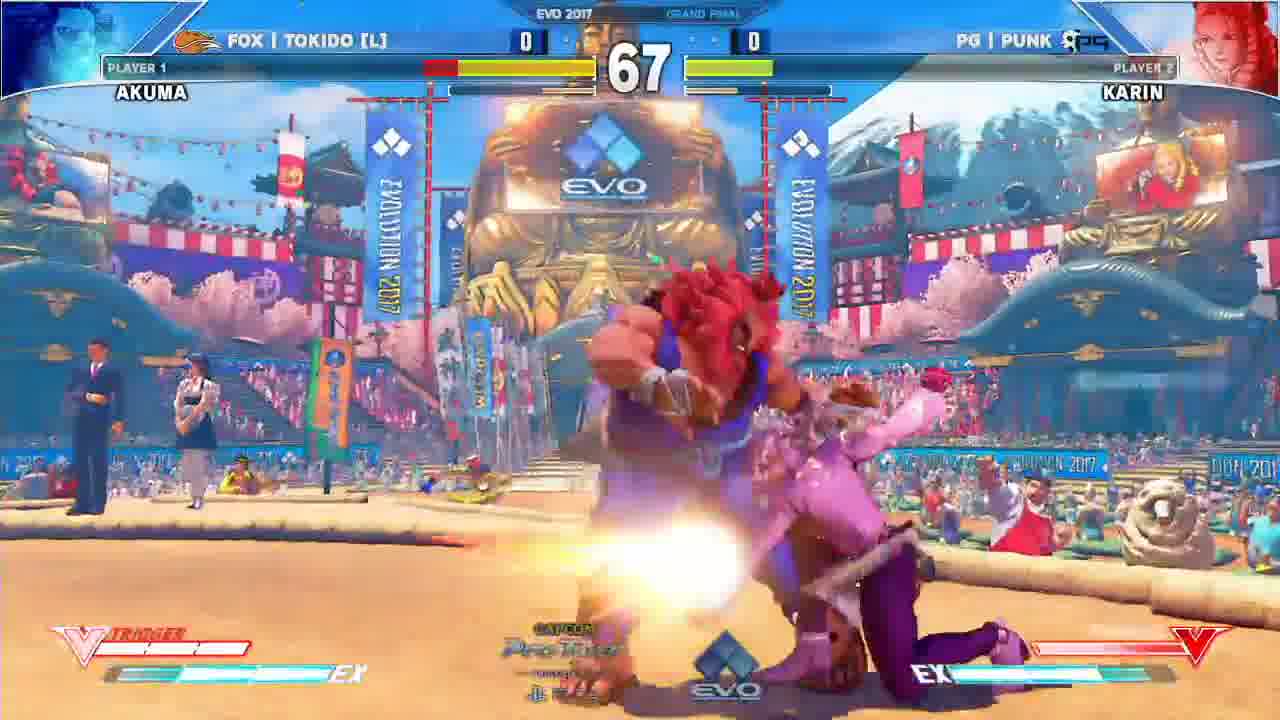 EVO 2017 GRAND FINAL
FOX | TOKIDO [L] 0 67 0 PG | PUNK
PLAYER 1 PLAYER 2
AKUMA KARIN
EVO
EVOLUTION 2017
EVOLUTION 2017
TRIGGER
EX EX
CAPCOM
PRO TOUR
EVO